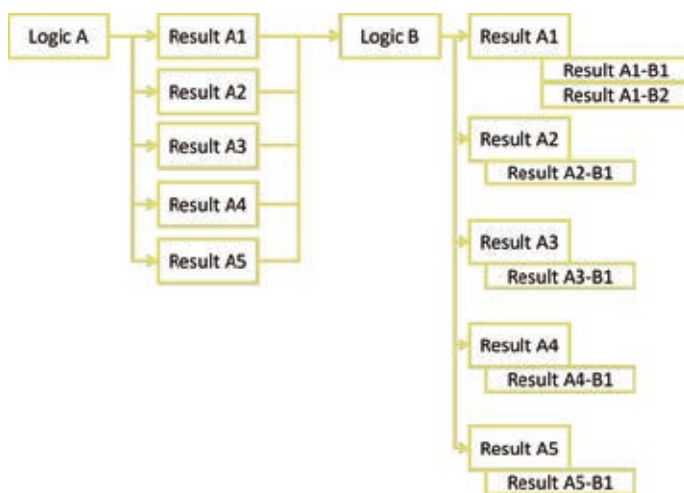 Logic A
Result A1
Result A2
Result A3
Result A4
Result A5
Logic B
Result A1
Result A1-B1
Result A1-B2
Result A2
Result A2-B1
Result A3
Result A3-B1
Result A4
Result A4-B1
Result A5
Result A5-B1